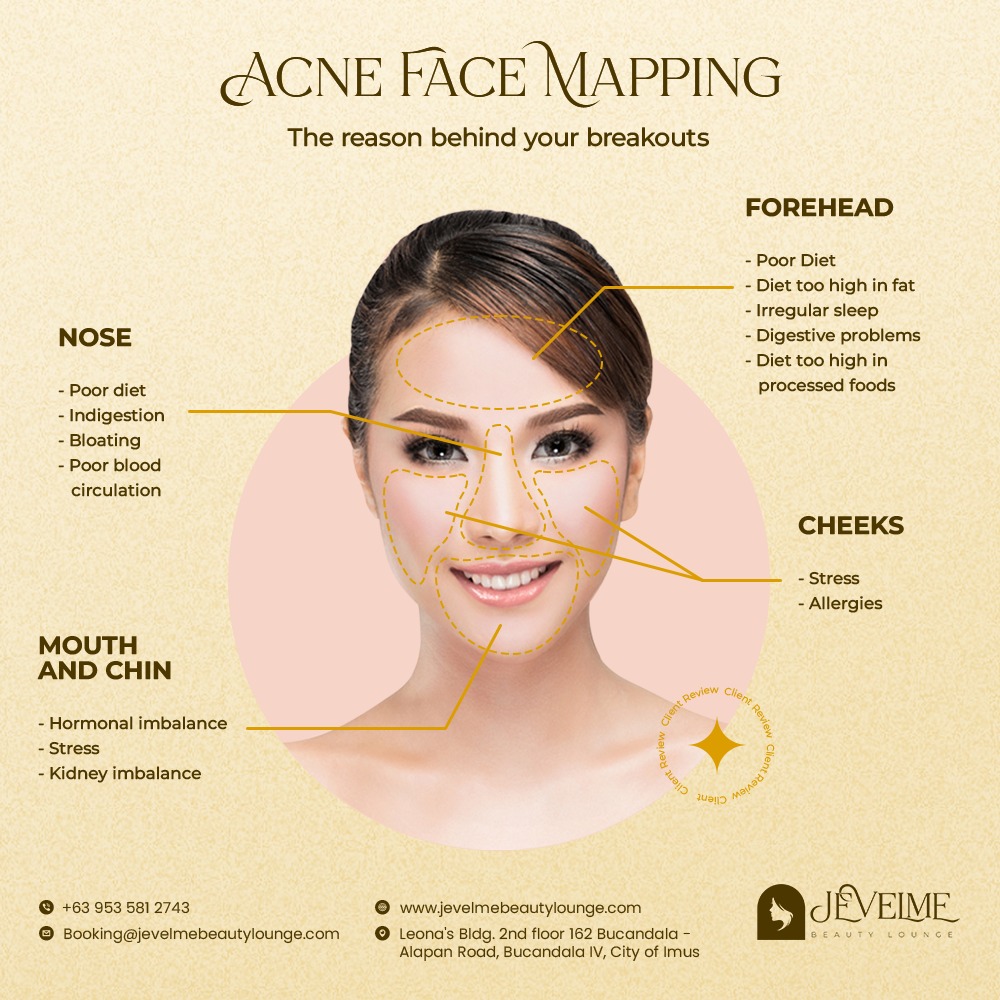 ACNE FACE MAPPING
The reason behind your breakouts
FOREHEAD
- Poor Diet
- Diet too high in fat
- Irregular sleep
- Digestive problems
- Diet too high in
processed foods
NOSE
- Poor diet
- Indigestion
- Bloating
- Poor blood
circulation
CHEEKS
- Stress
- Allergies
MOUTH
AND CHIN
- Hormonal imbalance
- Stress
- Kidney imbalance
Client Review Client Review Client Review Client Review
+63 953 581 2743
Booking@jevelmebeautylounge.com
www.jevelmebeautylounge.com
Leona's Bldg. 2nd floor 162 Bucandala -
Alapan Road, Bucandala IV, City of Imus
JEVELME
BEAUTY LOUNGE